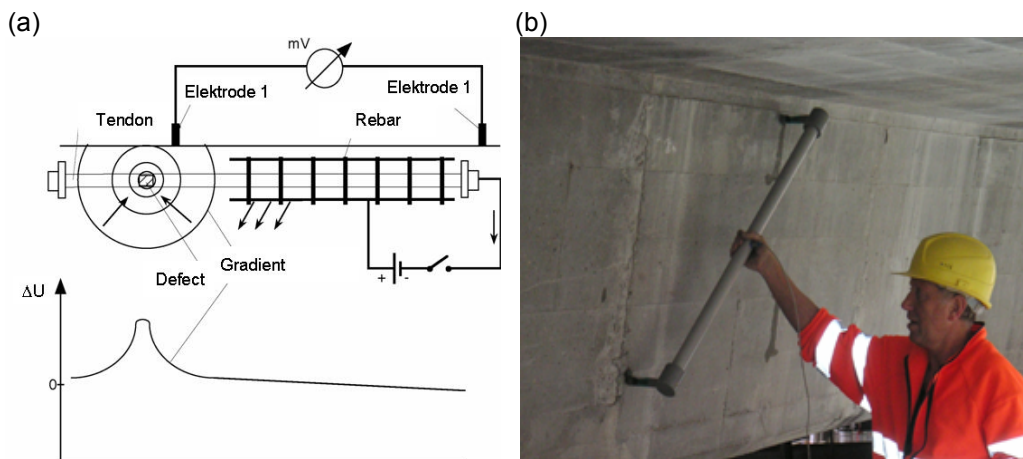 (a)
(b)
mV
Elektrode 1
Elektrode 1
Tendon
Rebar
Defect
Gradient
+
-
ΔU
0